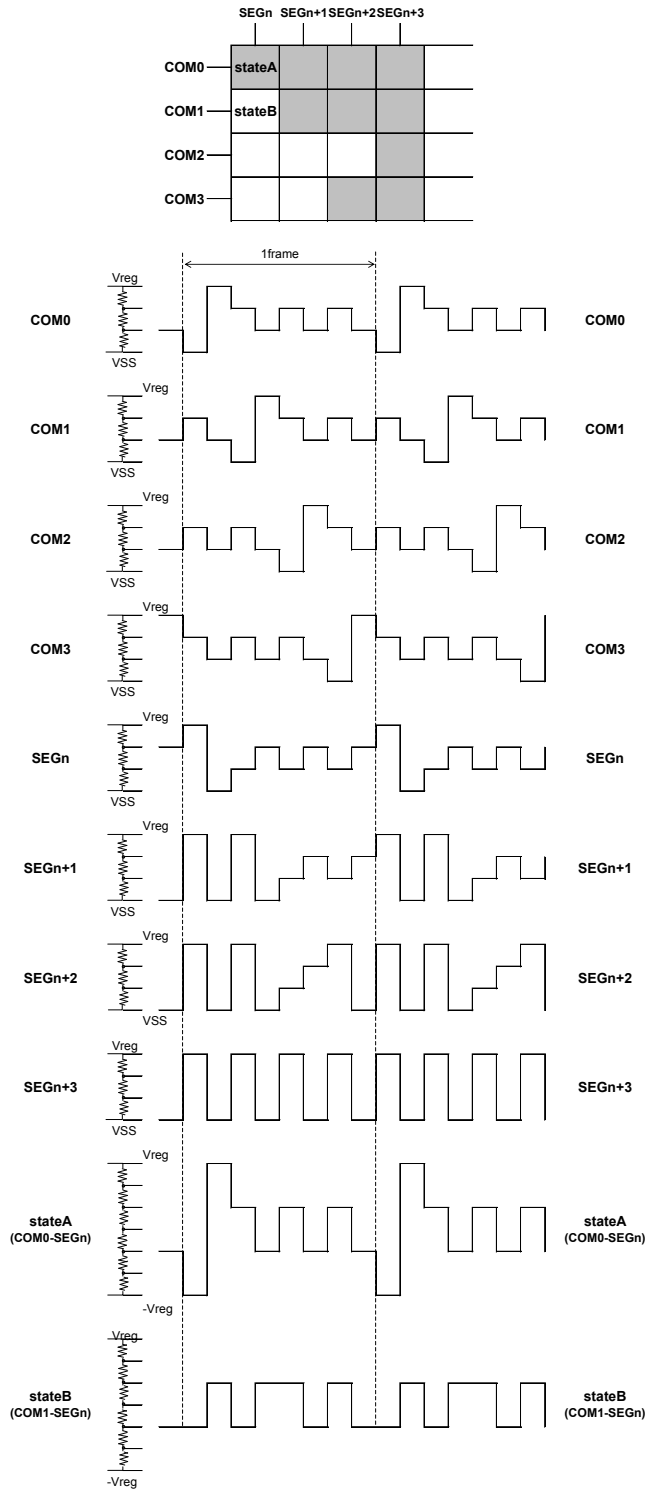 SEGn SEGn+1 SEGn+2 SEGn+3
COM0 stateA
COM1 stateB
COM2
COM3
1frame
Vreg
COM0 COM0
VSS
Vreg
COM1 COM1
VSS
Vreg
COM2 COM2
VSS
Vreg
COM3 COM3
VSS
Vreg
SEGn SEGn
VSS
Vreg
SEGn+1 SEGn+1
VSS
Vreg
SEGn+2 SEGn+2
VSS
Vreg
SEGn+3 SEGn+3
VSS
Vreg
stateA stateA
(COM0-SEGn) (COM0-SEGn)
-Vreg
Vreg
stateB stateB
(COM1-SEGn) (COM1-SEGn)
-Vreg